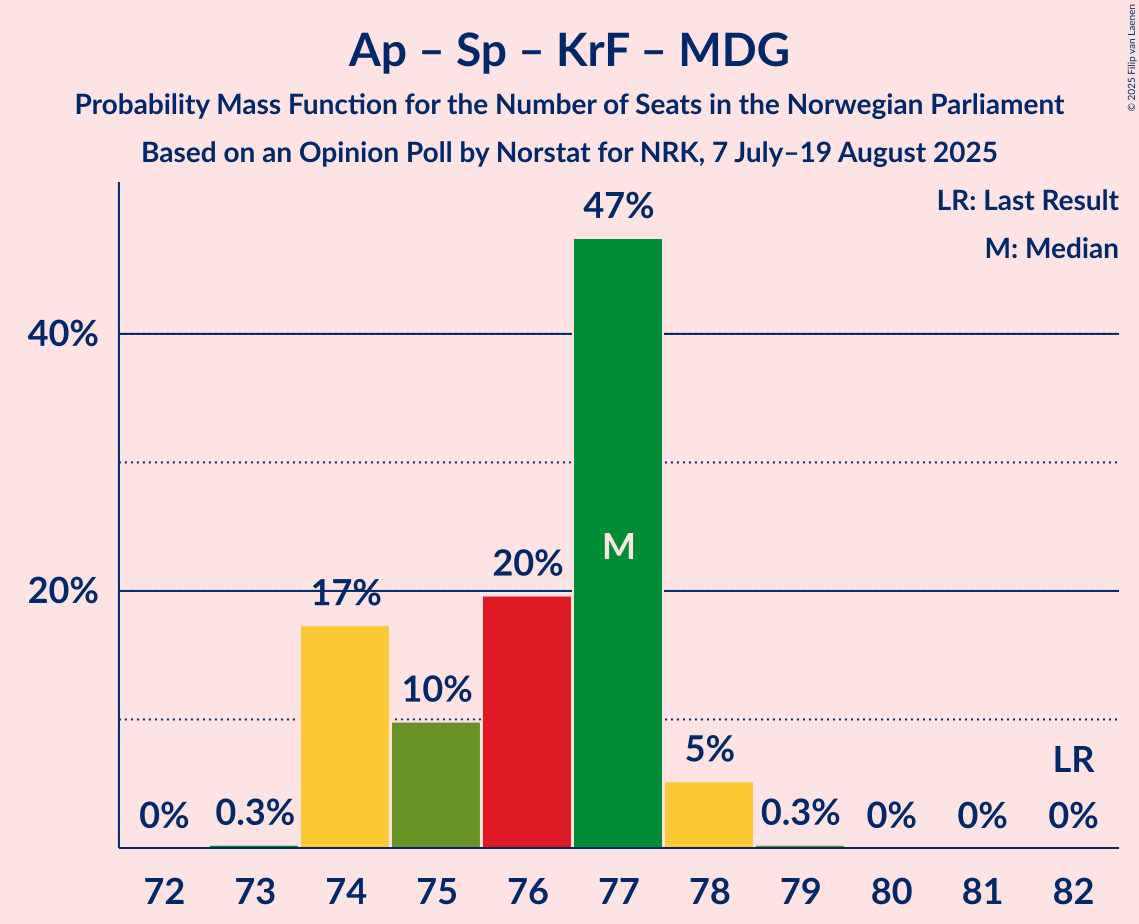 Ap – Sp – KrF – MDG
Probability Mass Function for the Number of Seats in the Norwegian Parliament
Based on an Opinion Poll by Norstat for NRK, 7 July–19 August 2025
© 2025 Filip van Laenen
LR: Last Result
M: Median
47%
40%
M
20%
20%
17%
10%
5%
LR
0% 0.3% 0.3% 0% 0% 0%
72 73 74 75 76 77 78 79 80 81 82